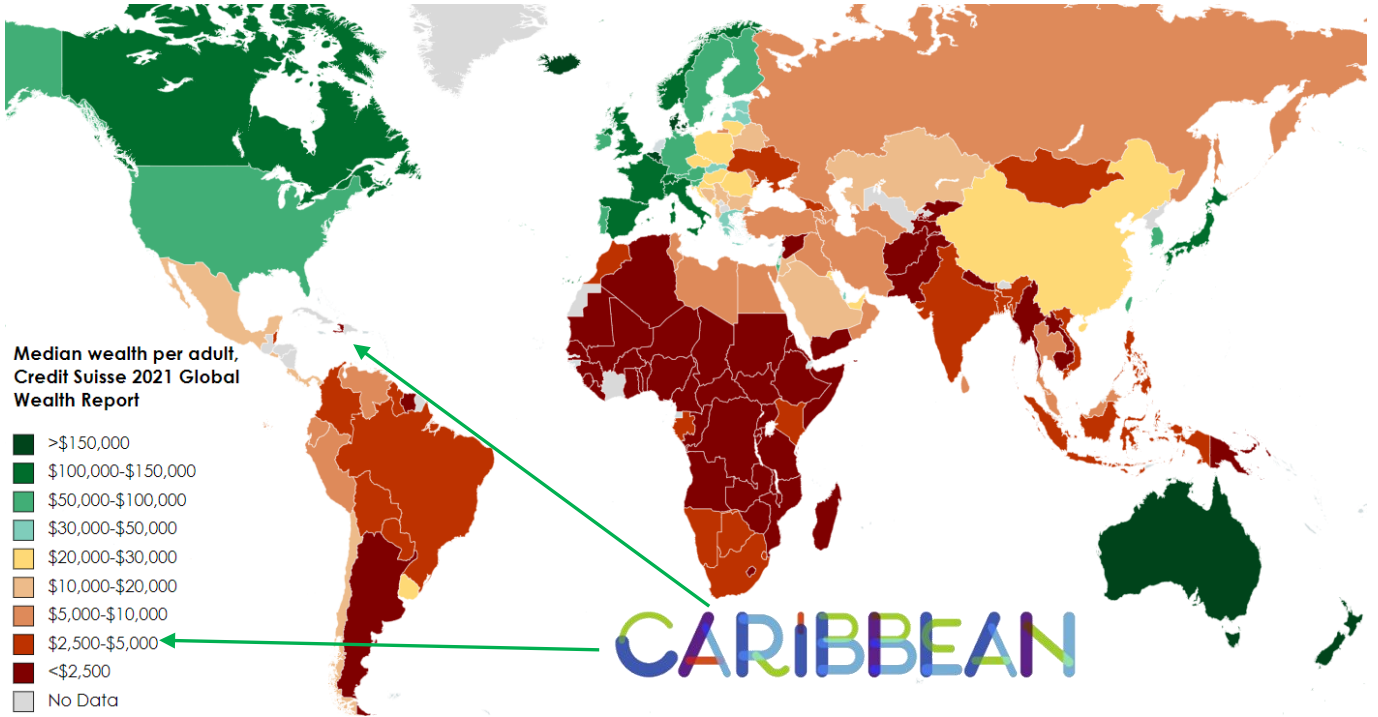 Median wealth per adult,
Credit Suisse 2021 Global
Wealth Report
>$150,000
$100,000-$150,000
$50,000-$100,000
$30,000-$50,000
$20,000-$30,000
$10,000-$20,000
$5,000-$10,000
$2,500-$5,000
<$2,500
No Data
CARIBBEAN